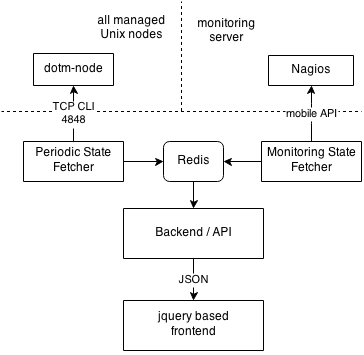 all managed
Unix nodes
monitoring
server
dotm-node
Nagios
TCP CLI
4848
mobile API
Periodic State
Fetcher
Redis
Monitoring State
Fetcher
Backend / API
JSON
jquery based
frontend